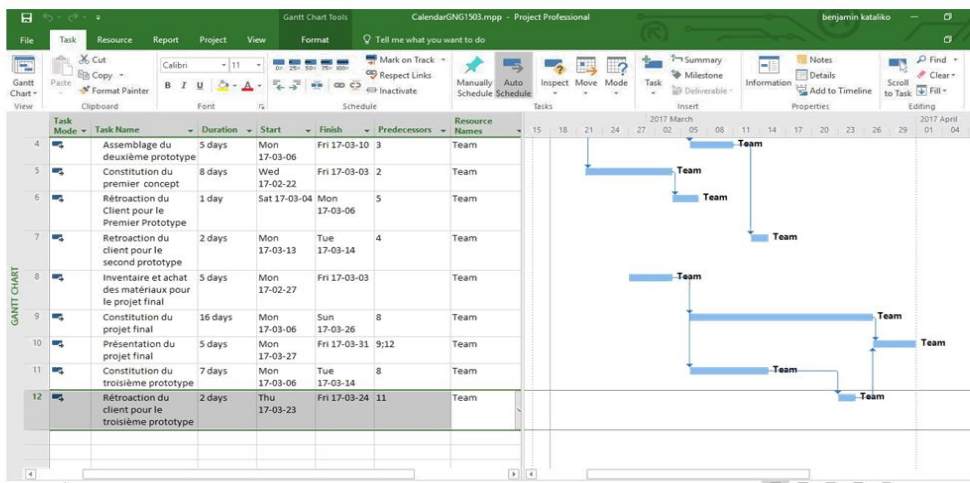 Gantt Chart Tools
CalendarGNG1503.mpp - Project Professional
benjamin kataliko
File Task Resource Report Project View Format Tell me what you want to do
Gantt Chart
View
Paste
Cut
Copy
Format Painter
Clipboard
Calibri 11
B I U A
Font
0% 25% 50% 75% 100%
Mark on Track
Respect Links
Inactivate
Schedule
Manually Schedule
Auto Schedule
Inspect Move Mode
Tasks
Task
Summary
Milestone
Deliverable
Insert
Information
Notes
Details
Add to Timeline
Properties
Scroll to Task
Find
Clear
Fill
Editing
GANTT CHART
Task Mode Task Name Duration Start Finish Predecessors Resource Names
2017 March 2017 April
15 18 21 24 27 02 05 08 11 14 17 20 23 26 29 01 04
4 Assemblage du deuxième prototype 5 days Mon 17-03-06 Fri 17-03-10 3 Team
5 Constitution du premier concept 8 days Wed 17-02-22 Fri 17-03-03 2 Team
6 Rétroaction du Client pour le Premier Prototype 1 day Sat 17-03-04 Mon 17-03-06 5 Team
7 Retroaction du client pour le second prototype 2 days Mon 17-03-13 Tue 17-03-14 4 Team
8 Inventaire et achat des matériaux pour le projet final 5 days Mon 17-02-27 Fri 17-03-03 Team
9 Constitution du projet final 16 days Mon 17-03-06 Sun 17-03-26 8 Team
10 Présentation du projet final 5 days Mon 17-03-27 Fri 17-03-31 9;12 Team
11 Constitution du troisième prototype 7 days Mon 17-03-06 Tue 17-03-14 8 Team
12 Rétroaction du client pour le troisième prototype 2 days Thu 17-03-23 Fri 17-03-24 11 Team
Team
Team
Team
Team
Team
Team
Team
Team
Team